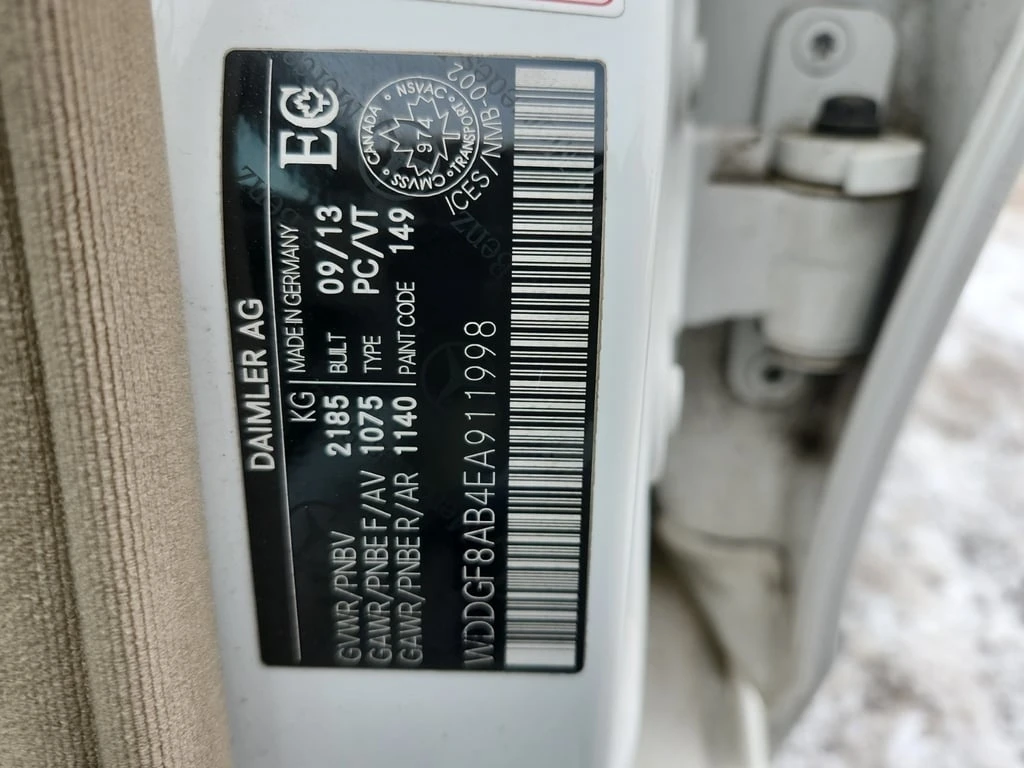 DAIMLER AG
KG
MADE IN GERMANY
GVWR/PNBV 2185 BUILT 09/13
GAWR/PNBE F/AV 1075 TYPE PC/VT
GAWR/PNBE R/AR 1140 PAINT CODE 149
EC
CANADA
NSVAC
974
CMVSS
TRANSPORT
ICES/NMB-002
WDDGF8AB4EA911998